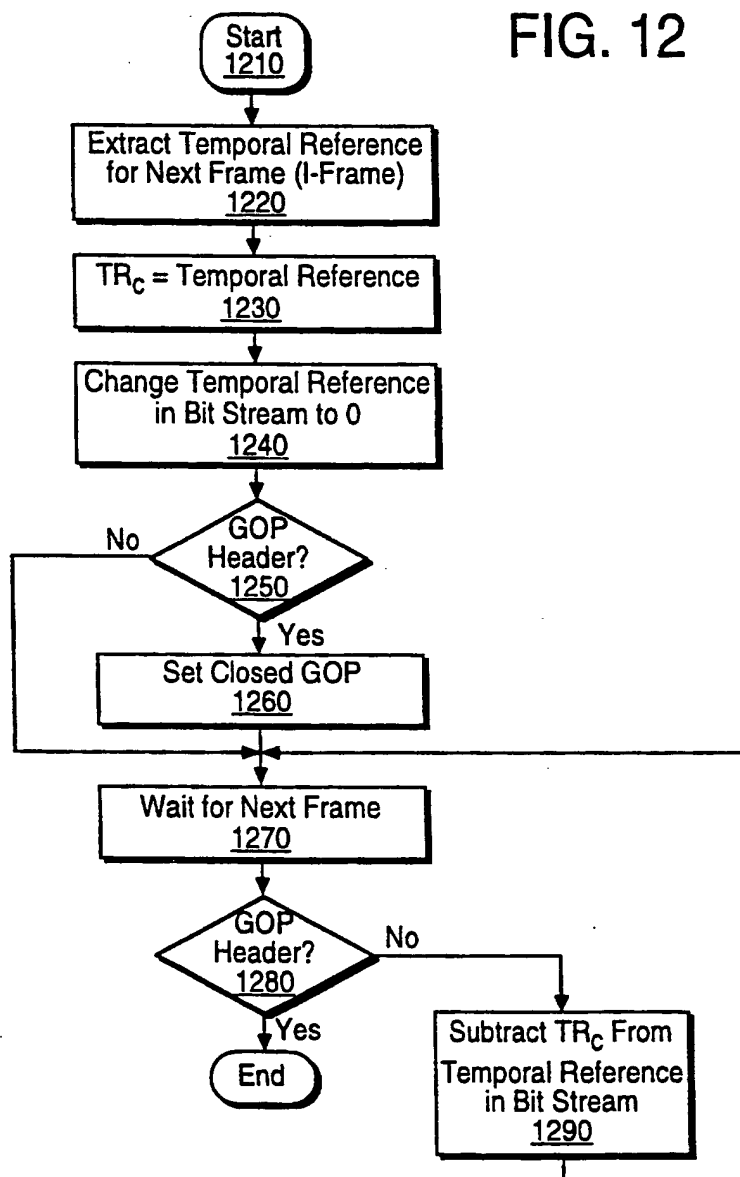 FIG. 12
Start
1210
Extract Temporal Reference
for Next Frame (I-Frame)
1220
TRC = Temporal Reference
1230
Change Temporal Reference
in Bit Stream to 0
1240
No
GOP
Header?
1250
Yes
Set Closed GOP
1260
Wait for Next Frame
1270
GOP
Header?
1280
No
Yes
End
Subtract TRC From
Temporal Reference
in Bit Stream
1290